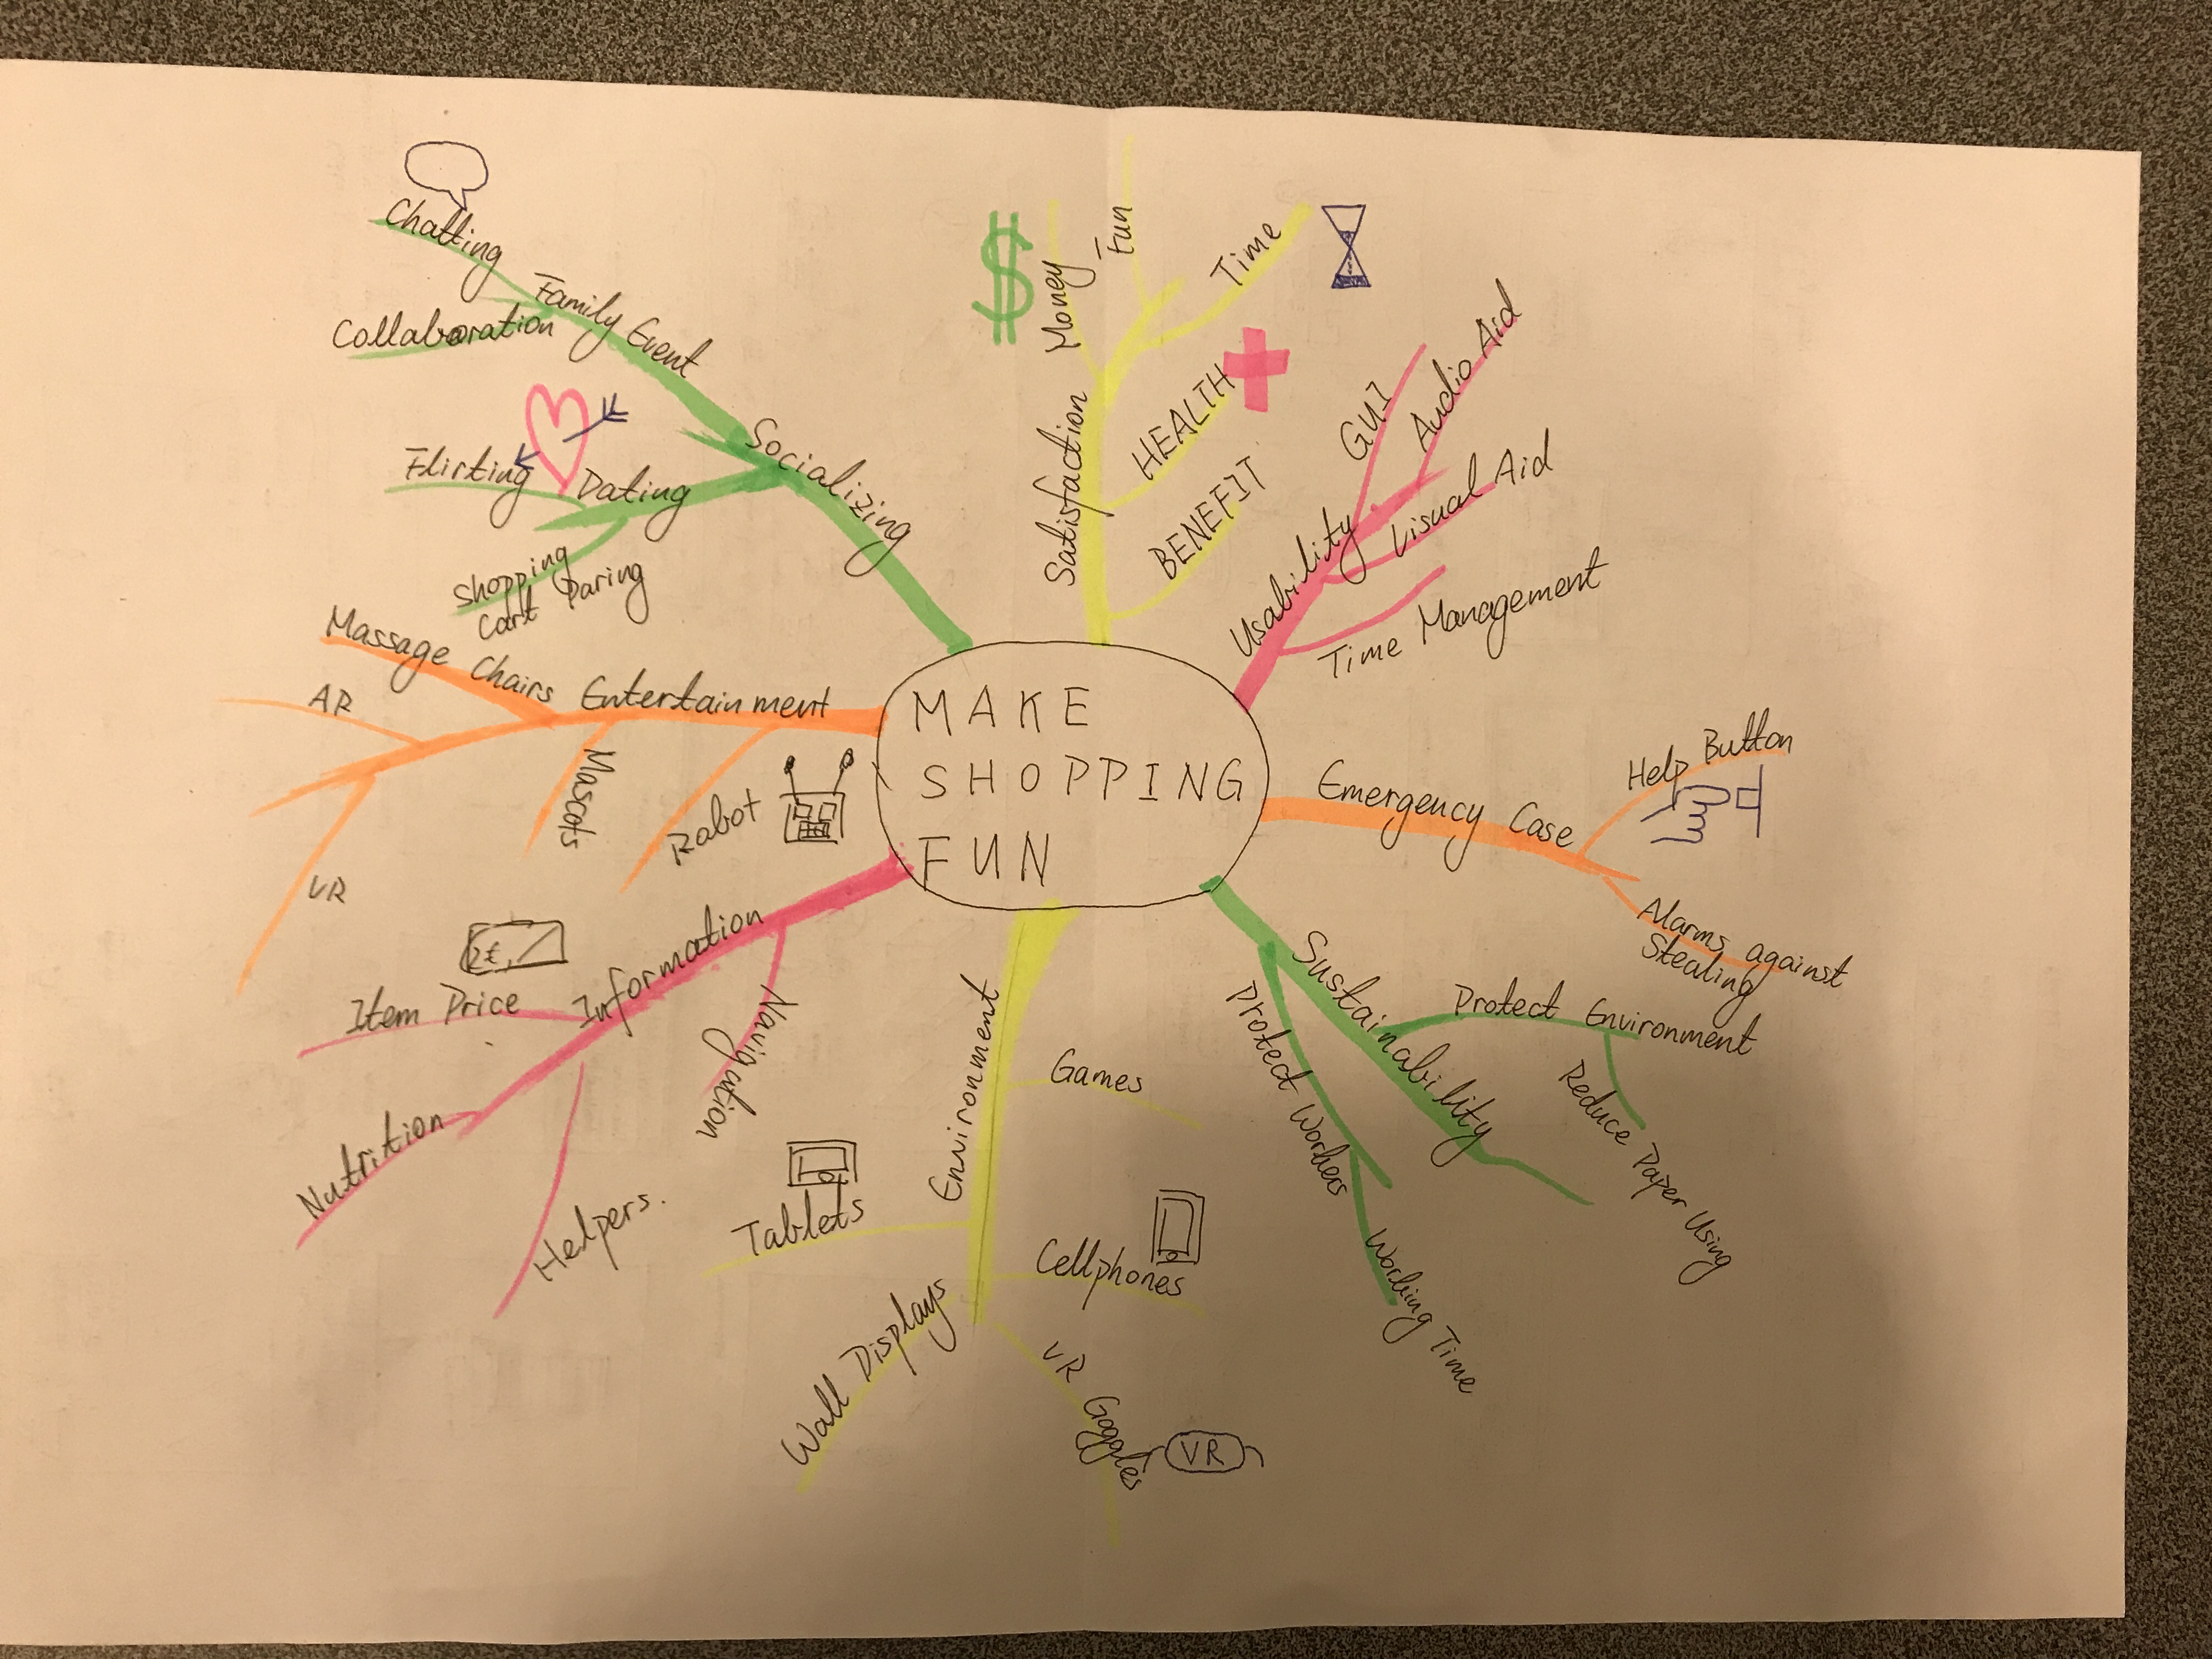 MAKE
SHOPPING
FUN
Socializing
Family Event
Chatting
Collaboration
Dating
Flirting
Shopping
cart paring
Entertainment
Massage Chairs
AR
VR
Mascots
Robot
Information
Item Price
Nutrition
Helpers.
Navigation
Environment
Tablets
Wall Displays
VR
Goggles
VR
Cellphones
Games
Sustainability
Protect Workers
Working Time
Protect Environment
Reduce Paper Using
Emergency Case
Help Button
Alarms against
Stealing
Usability
GUI
Audio Aid
Visual Aid
Time Management
Satisfaction
$
Money
Fun
Time
HEALTH
BENEFIT